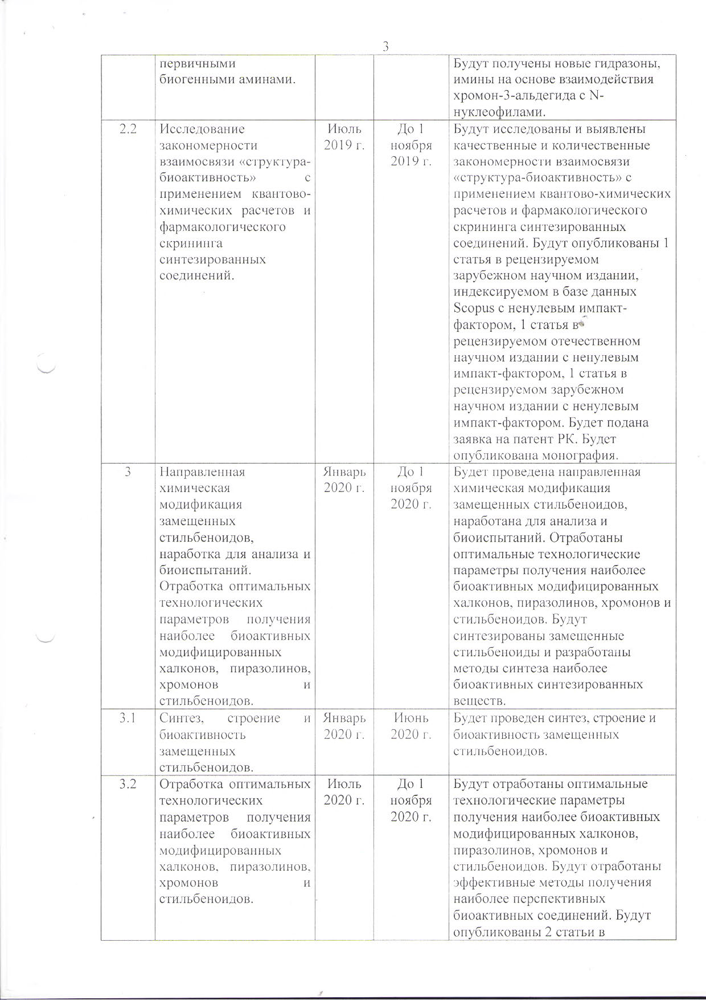 3
первичными
биогенными аминами.
Будут получены новые гидразоны,
имины на основе взаимодействия
хромон-3-альдегида с N-
нуклеофилами.
2.2
Исследование
закономерности
взаимосвязи «структура-
биоактивность» с
применением квантово-
химических расчетов и
фармакологического
скрининга
синтезированных
соединений.
Июль
2019 г.
До 1
ноября
2019 г.
Будут исследованы и выявлены
качественные и количественные
закономерности взаимосвязи
«структура-биоактивность» с
применением квантово-химических
расчетов и фармакологического
скрининга синтезированных
соединений. Будут опубликованы 1
статья в рецензируемом
зарубежном научном издании,
индексируемом в базе данных
Scopus с ненулевым импакт-
фактором, 1 статья в
рецензируемом отечественном
научном издании с ненулевым
импакт-фактором, 1 статья в
рецензируемом зарубежном
научном издании с ненулевым
импакт-фактором. Будет подана
заявка на патент РК. Будет
опубликована монография.
3
Направленная
химическая
модификация
замещенных
стильбеноидов,
наработка для анализа и
биоиспытаний.
Отработка оптимальных
технологических
параметров получения
наиболее биоактивных
модифицированных
халконов, пиразолинов,
хромонов и
стильбеноидов.
Январь
2020 г.
До 1
ноября
2020 г.
Будет проведена направленная
химическая модификация
замещенных стильбеноидов,
наработана для анализа и
биоиспытаний. Отработаны
оптимальные технологические
параметры получения наиболее
биоактивных модифицированных
халконов, пиразолинов, хромонов и
стильбеноидов. Будут
синтезированы замещенные
стильбеноиды и разработаны
методы синтеза наиболее
биоактивных синтезированных
веществ.
3.1
Синтез, строение и
биоактивность
замещенных
стильбеноидов.
Январь
2020 г.
Июнь
2020 г.
Будет проведен синтез, строение и
биоактивность замещенных
стильбеноидов.
3.2
Отработка оптимальных
технологических
параметров получения
наиболее биоактивных
модифицированных
халконов, пиразолинов,
хромонов и
стильбеноидов.
Июль
2020 г.
До 1
ноября
2020 г.
Будут отработаны оптимальные
технологические параметры
получения наиболее биоактивных
модифицированных халконов,
пиразолинов, хромонов и
стильбеноидов. Будут отработаны
эффективные методы получения
наиболее перспективных
биоактивных соединений. Будут
опубликованы 2 статьи в